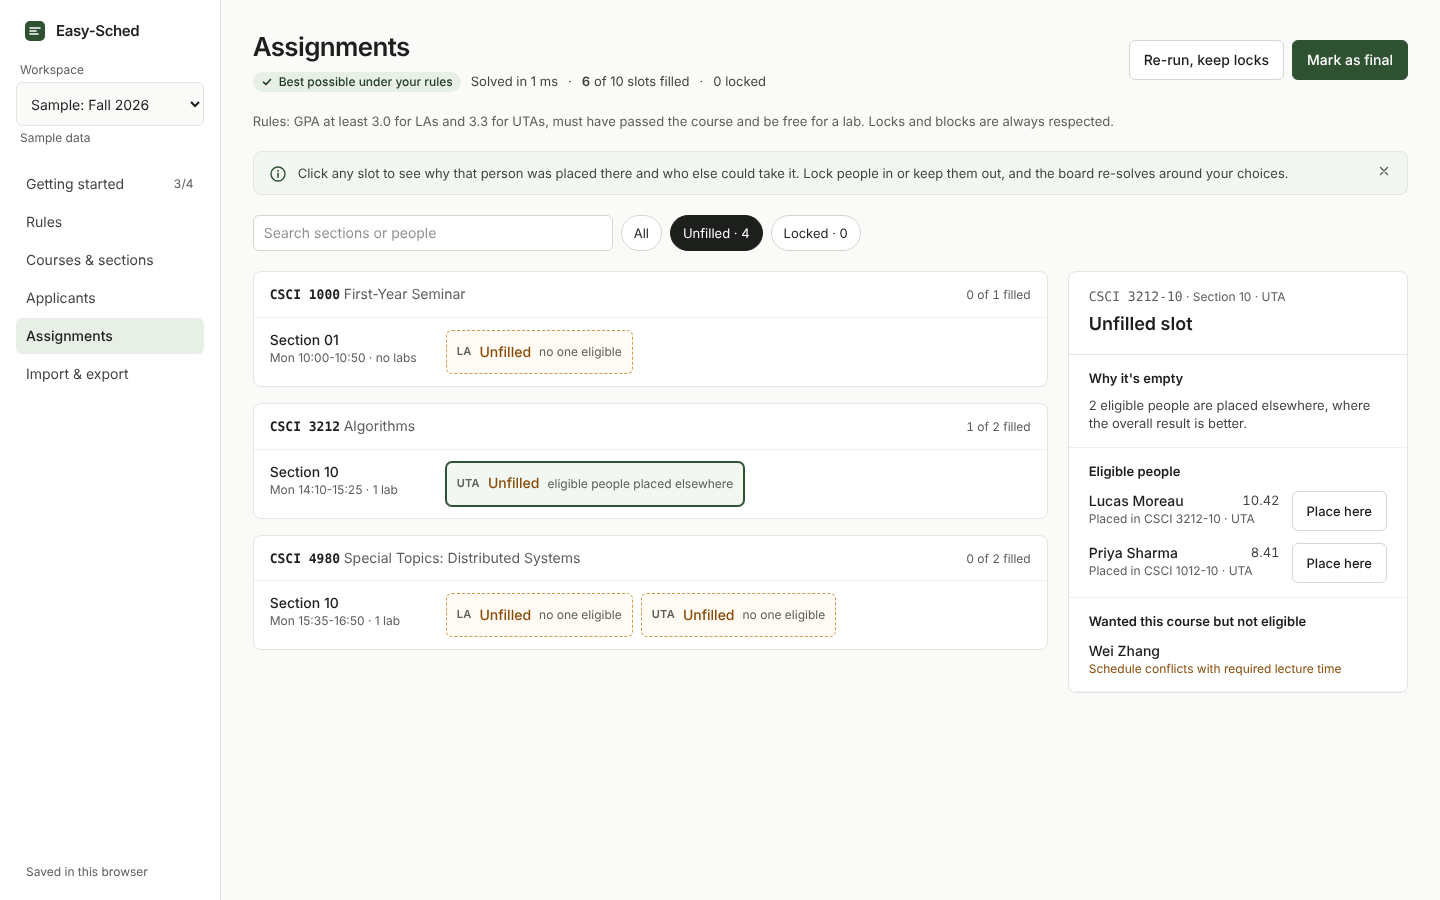 Easy-Sched
Workspace
Sample: Fall 2026
Sample data
Getting started 3/4
Rules
Courses & sections
Applicants
Assignments
Import & export
Saved in this browser
Assignments
Best possible under your rules Solved in 1 ms · 6 of 10 slots filled · 0 locked
Re-run, keep locks
Mark as final
Rules: GPA at least 3.0 for LAs and 3.3 for UTAs, must have passed the course and be free for a lab. Locks and blocks are always respected.
Click any slot to see why that person was placed there and who else could take it. Lock people in or keep them out, and the board re-solves around your choices.
Search sections or people
All
Unfilled · 4
Locked · 0
CSCI 1000 First-Year Seminar 0 of 1 filled
Section 01
Mon 10:00-10:50 · no labs
LA Unfilled no one eligible
CSCI 3212 Algorithms 1 of 2 filled
Section 10
Mon 14:10-15:25 · 1 lab
UTA Unfilled eligible people placed elsewhere
CSCI 4980 Special Topics: Distributed Systems 0 of 2 filled
Section 10
Mon 15:35-16:50 · 1 lab
LA Unfilled no one eligible
UTA Unfilled no one eligible
CSCI 3212-10 · Section 10 · UTA
Unfilled slot
Why it's empty
2 eligible people are placed elsewhere, where
the overall result is better.
Eligible people
Lucas Moreau 10.42
Placed in CSCI 3212-10 · UTA
Place here
Priya Sharma 8.41
Placed in CSCI 1012-10 · UTA
Place here
Wanted this course but not eligible
Wei Zhang
Schedule conflicts with required lecture time